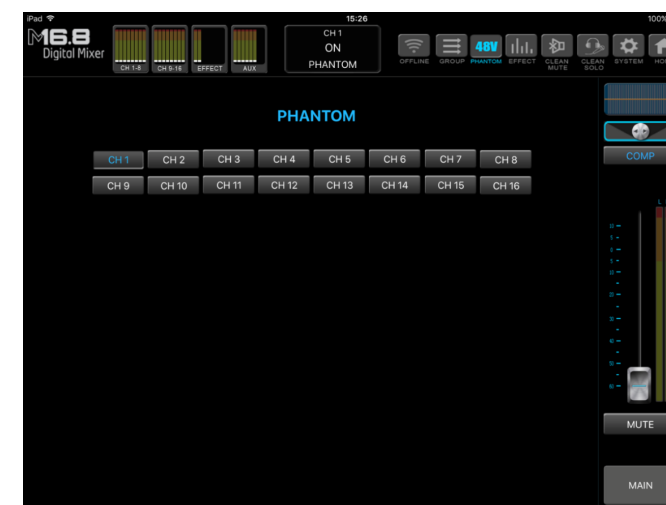 iPad 15:26 100%
M16.8
Digital Mixer
CH 1-8 CH 9-16 EFFECT AUX
CH 1
ON
PHANTOM
48V
OFFLINE GROUP PHANTOM EFFECT CLEAN MUTE CLEAN SOLO SYSTEM HO
PHANTOM
CH 1 CH 2 CH 3 CH 4 CH 5 CH 6 CH 7 CH 8
CH 9 CH 10 CH 11 CH 12 CH 13 CH 14 CH 15 CH 16
COMP
L
MUTE
MAIN